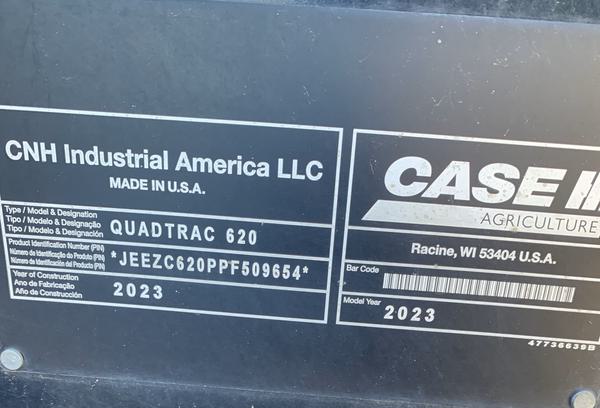 CNH Industrial America LLC
MADE IN U.S.A.
Type / Model & Designation
Tipo / Modelo & Designação
Tipo / Modelo & Designación
QUADTRAC 620
Product Identification Number (PIN)
Número de Identificação do Produto (PIN)
Número de Identificación del Producto (PIN)
*JEEZC620PPF509654*
Year of Construction
Ano de Fabricação
Año de Construcción
2023
CASE I
AGRICULTURE
Racine, WI 53404 U.S.A.
Bar Code
Model Year
2023
47736639B